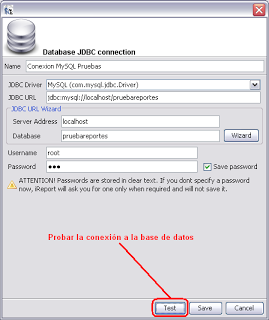 Database JDBC connection
Name Conexion MySQL Pruebas
JDBC Driver MySQL (com.mysql.jdbc.Driver)
JDBC URL jdbc:mysql://localhost/pruebareportes
JDBC URL Wizard
Server Address localhost
Database pruebareportes Wizard
Username root
Password ●●● Save password
ATTENTION! Passwords are stored in clear text. If you dont specify a password
now, iReport will ask you for one only when required and will not save it.
Probar la conexión a la base de datos
Test Save Cancel